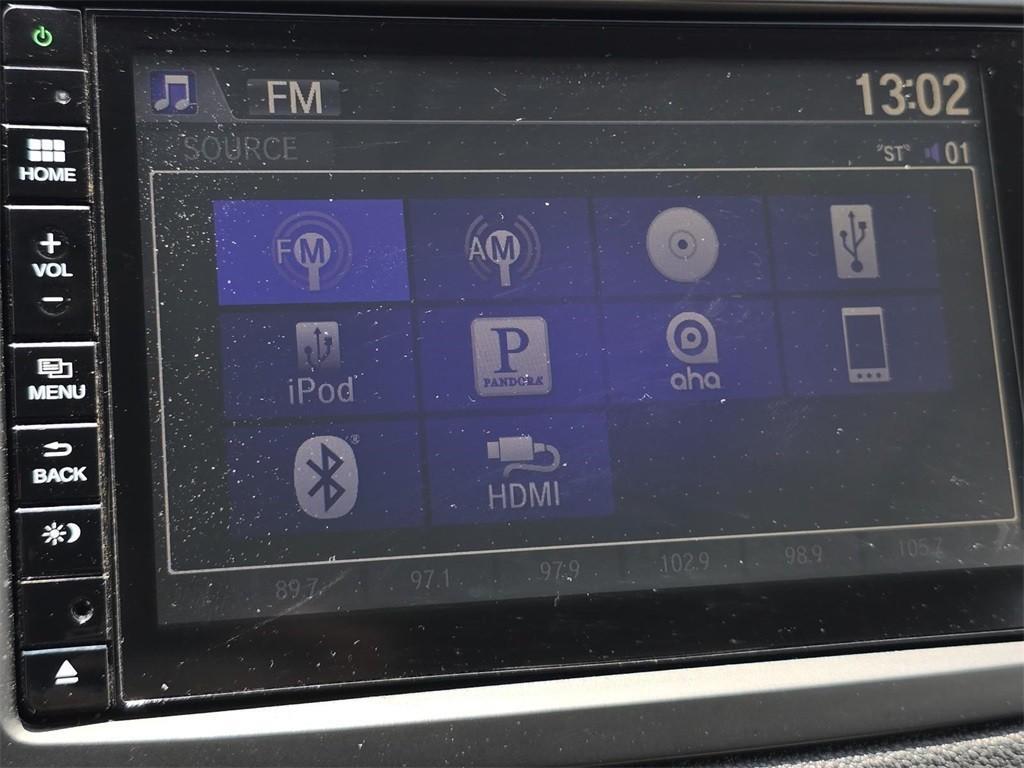 FM
13:02
SOURCE
"ST"
01
HOME
VOL
MENU
BACK
FM
AM
iPod
P
PANDORA
aha
®
HDMI
89.7
97.1
97.9
102.9
98.9
105.7